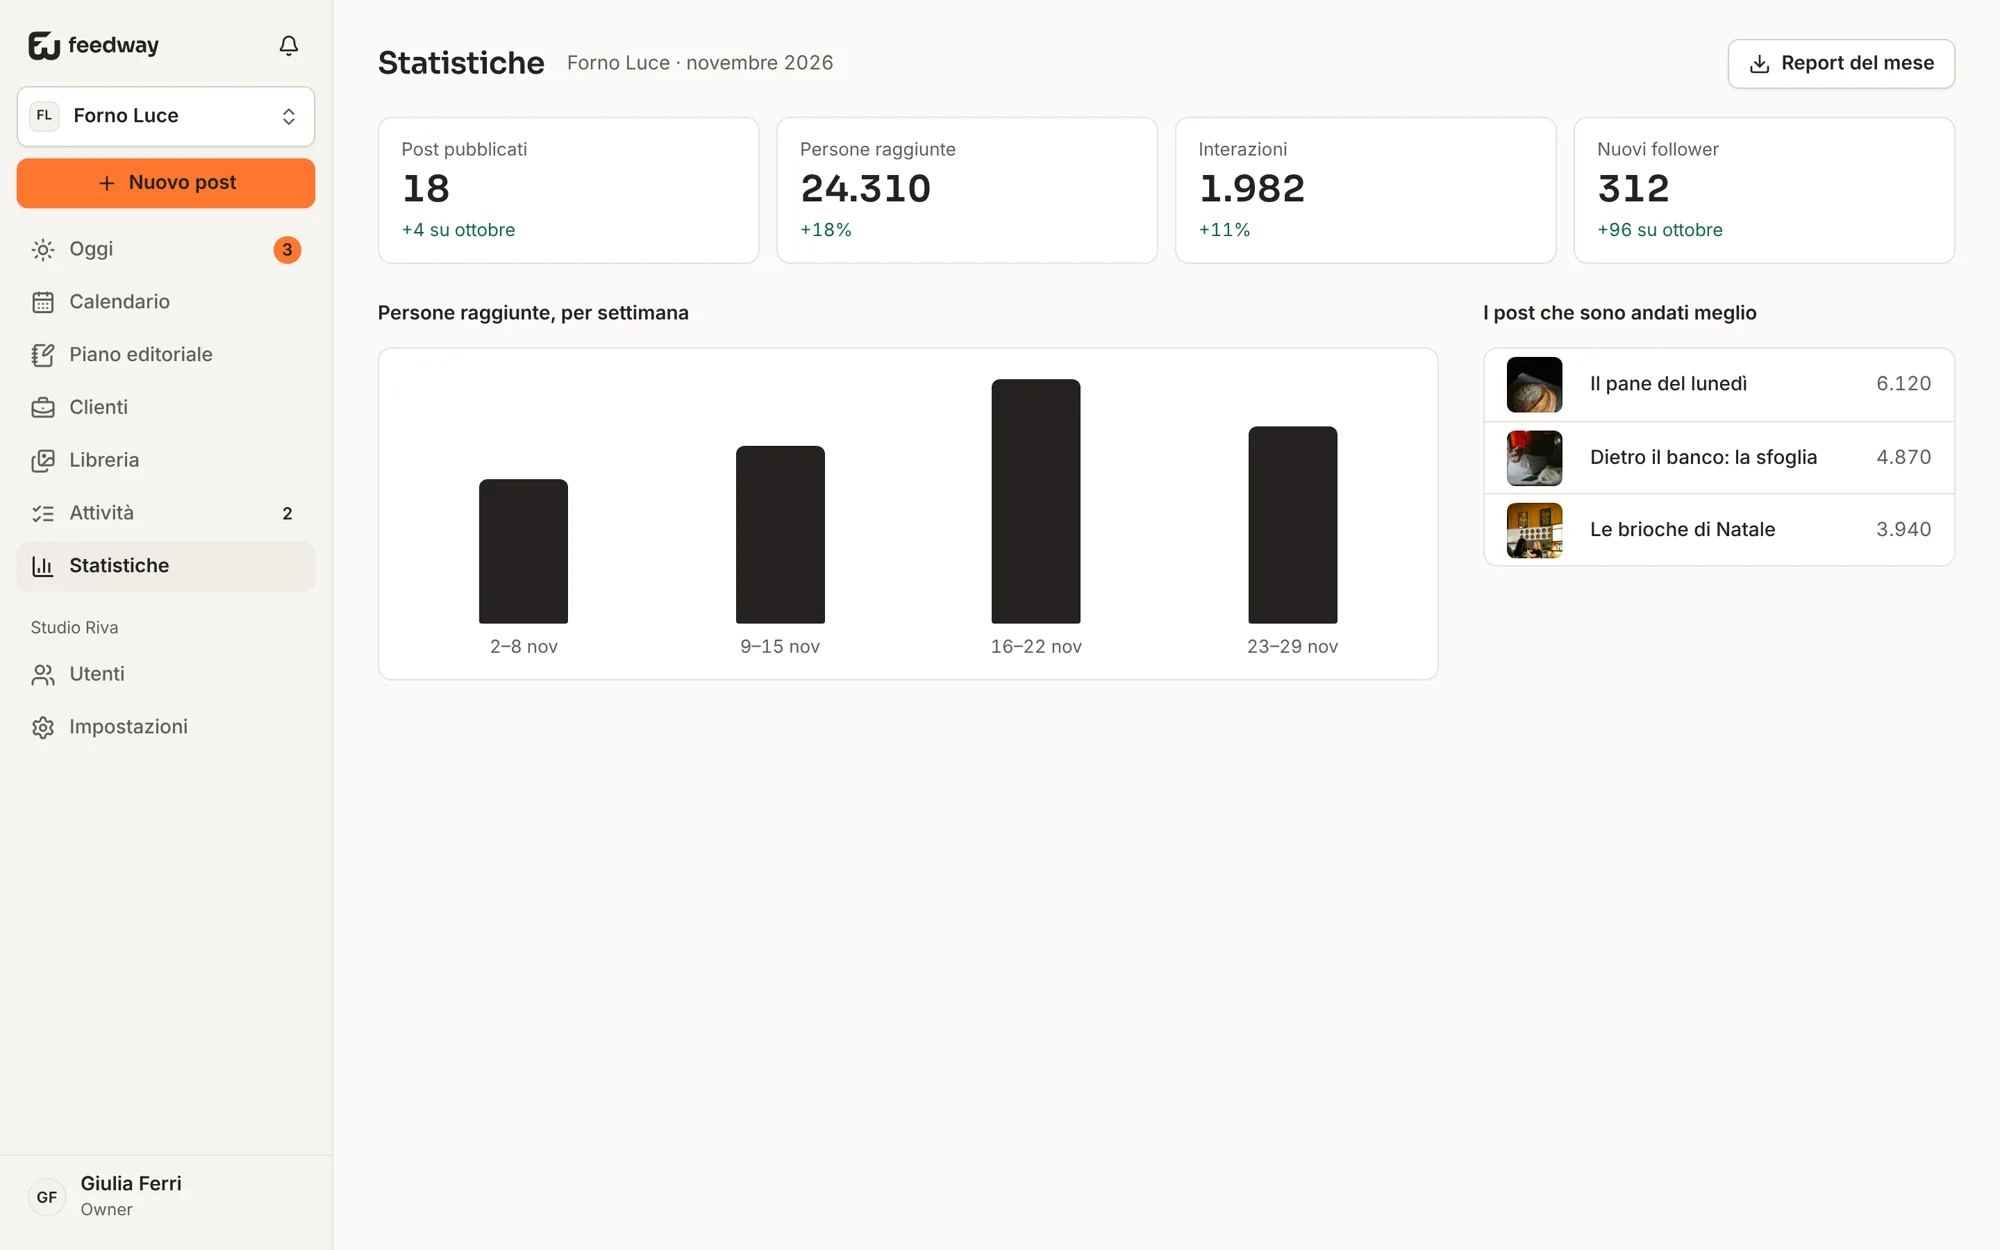 feedway
FL Forno Luce
+ Nuovo post
Oggi 3
Calendario
Piano editoriale
Clienti
Libreria
Attività 2
Statistiche
Studio Riva
Utenti
Impostazioni
GF Giulia Ferri
Owner
Statistiche Forno Luce · novembre 2026
Report del mese
Post pubblicati
18
+4 su ottobre
Persone raggiunte
24.310
+18%
Interazioni
1.982
+11%
Nuovi follower
312
+96 su ottobre
Persone raggiunte, per settimana
2–8 nov 9–15 nov 16–22 nov 23–29 nov
I post che sono andati meglio
Il pane del lunedì 6.120
Dietro il banco: la sfoglia 4.870
Le brioche di Natale 3.940